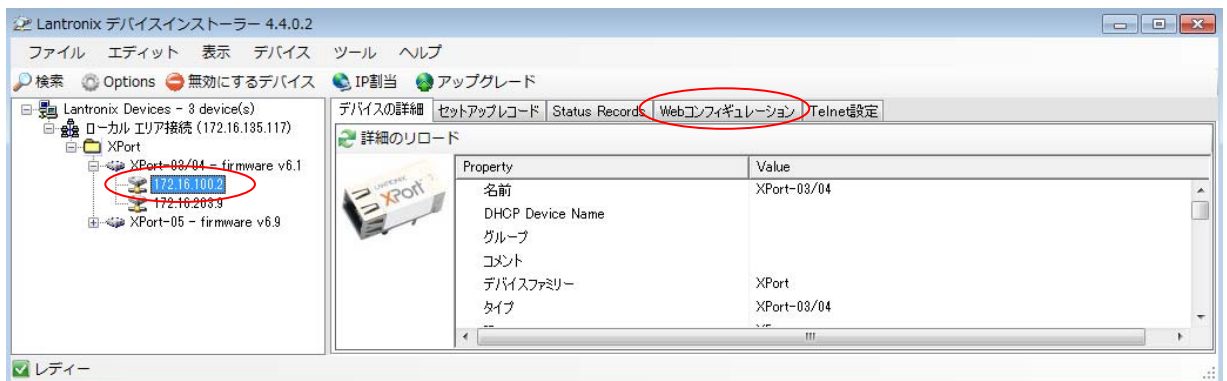 Lantronix デバイスインストーラー 4.4.0.2
ファイル エディット 表示 デバイス ツール ヘルプ
検索 Options 無効にするデバイス IP割当 アップグレード
Lantronix Devices - 3 device(s)
ローカル エリア接続 (172.16.135.117)
XPort
XPort-03/04 - firmware v6.1
172.16.100.2
172.16.203.9
XPort-05 - firmware v6.9
デバイスの詳細 セットアップレコード Status Records Webコンフィギュレーション Telnet設定
詳細のリロード
LANTRONIX
XPort
Property Value
名前 XPort-03/04
DHCP Device Name
グループ
コメント
デバイスファミリー XPort
タイプ XPort-03/04
レディー